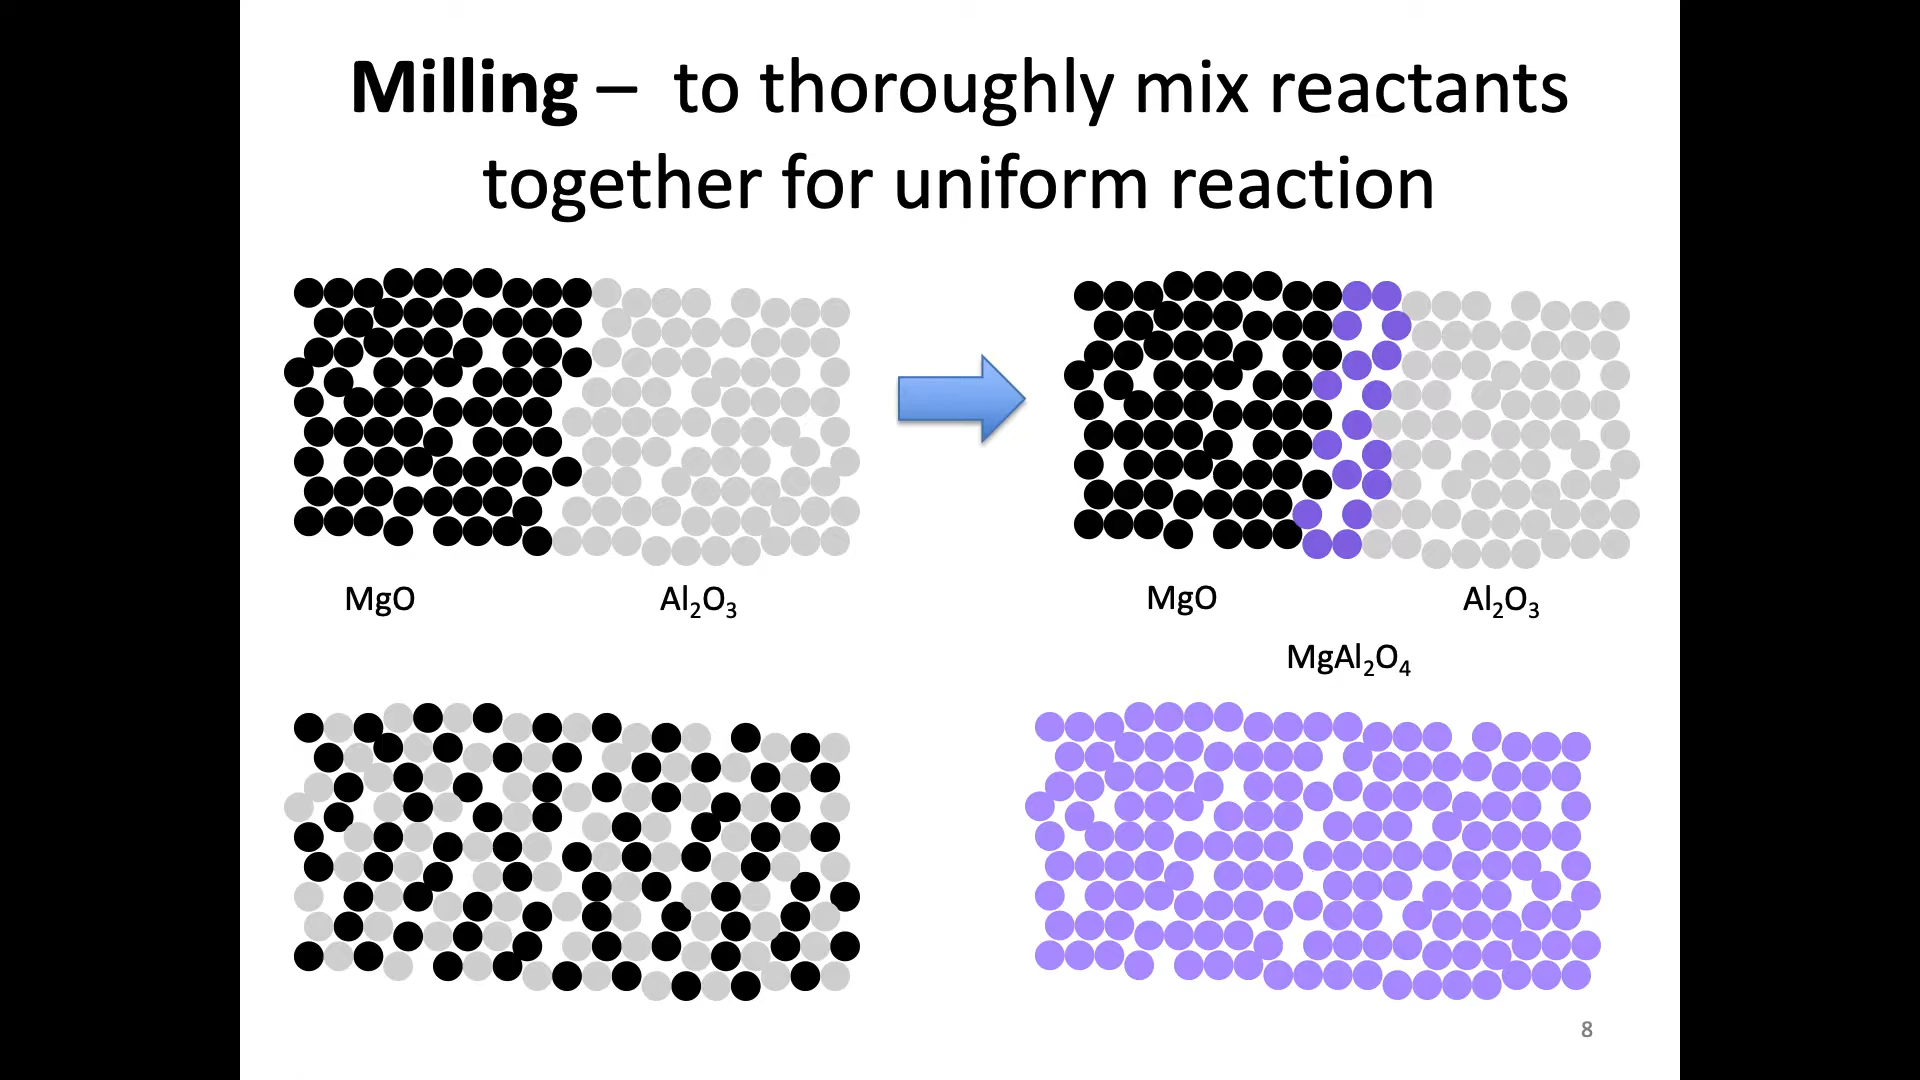 Milling – to thoroughly mix reactants
together for uniform reaction
MgO
Al₂O₃
MgO
Al₂O₃
MgAl₂O₄
8